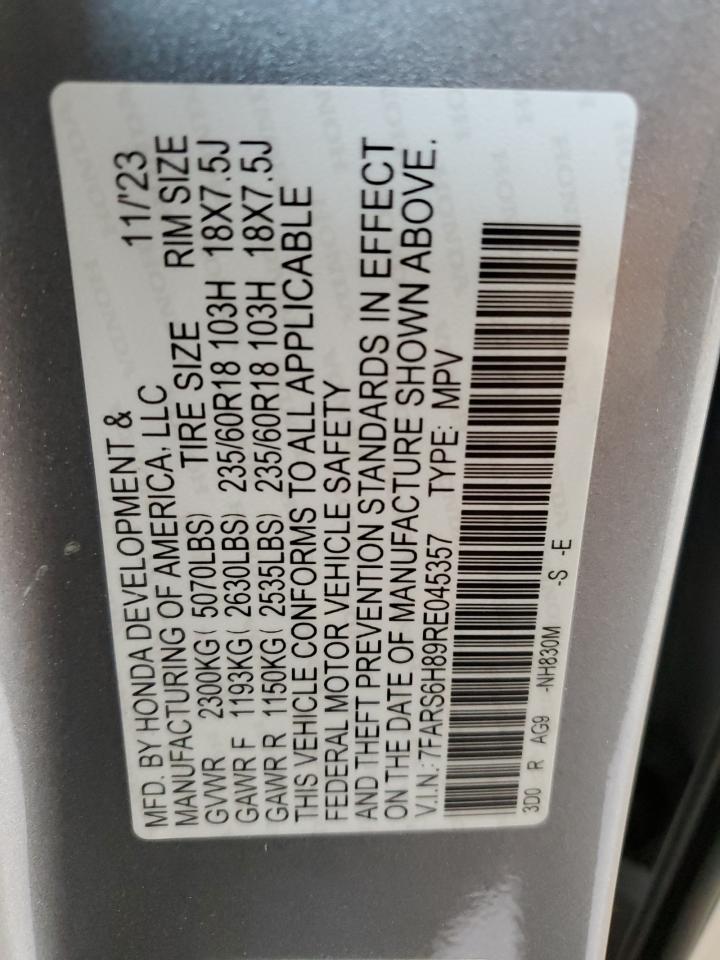 MFD. BY HONDA DEVELOPMENT & 11/'23
MANUFACTURING OF AMERICA, LLC
TIRE SIZE RIM SIZE
GVWR 2300KG( 5070LBS)
GAWR F 1193KG( 2630LBS) 235/60R18 103H 18X7.5J
GAWR R 1150KG( 2535LBS) 235/60R18 103H 18X7.5J
THIS VEHICLE CONFORMS TO ALL APPLICABLE
FEDERAL MOTOR VEHICLE SAFETY
AND THEFT PREVENTION STANDARDS IN EFFECT
ON THE DATE OF MANUFACTURE SHOWN ABOVE.
V.I.N.: 7FARS6H89RE045357 TYPE: MPV
3D0 R AG9 -NH830M -S -E